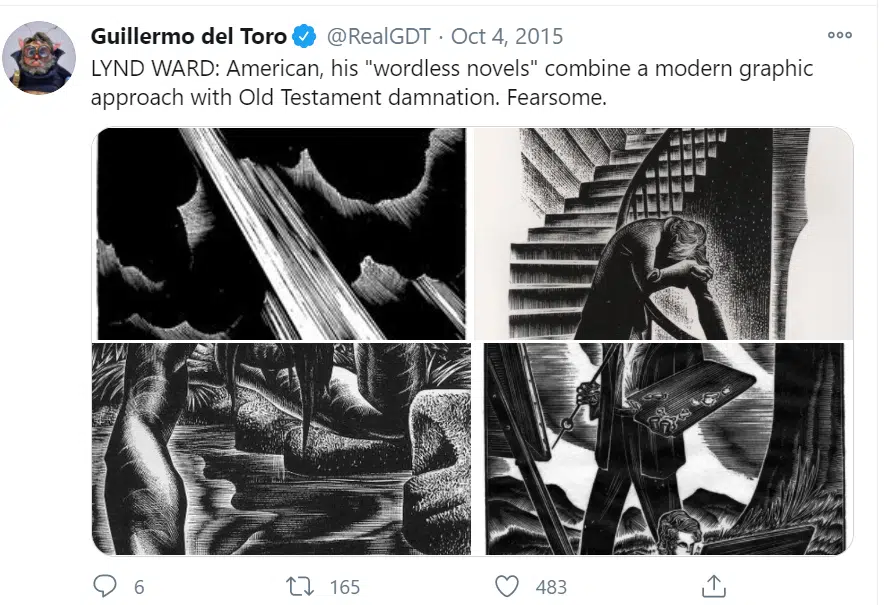 Guillermo del Toro @RealGDT · Oct 4, 2015
LYND WARD: American, his "wordless novels" combine a modern graphic
approach with Old Testament damnation. Fearsome.
6 165 483